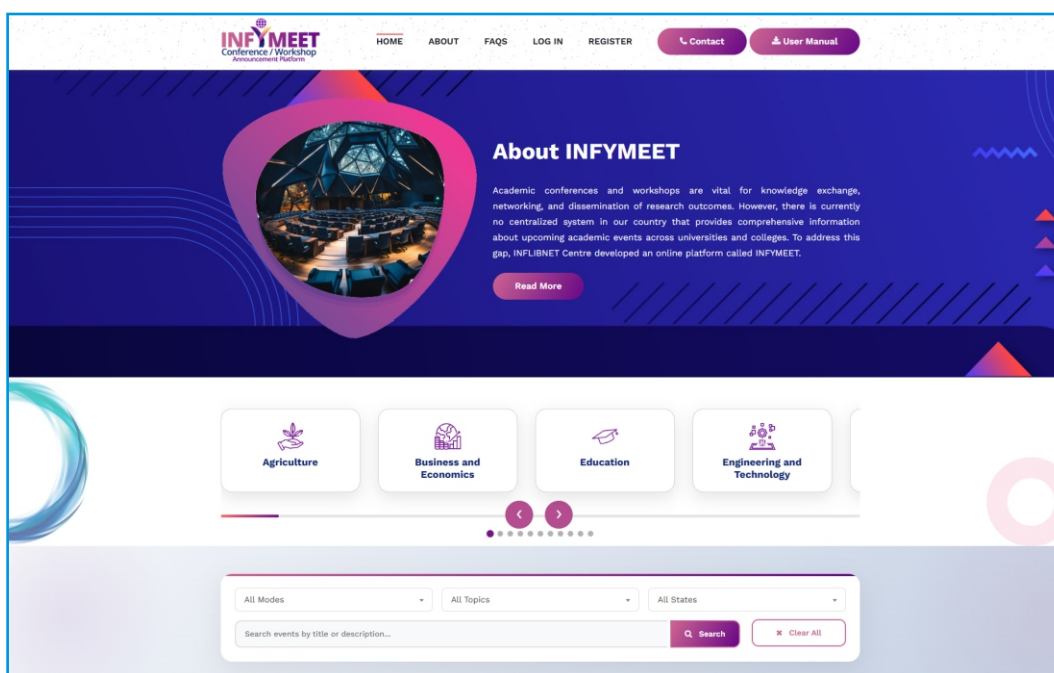 INFYMEET
Conference / Workshop
Announcement Platform
HOME ABOUT FAQS LOG IN REGISTER Contact User Manual
About INFYMEET
Academic conferences and workshops are vital for knowledge exchange,
networking, and dissemination of research outcomes. However, there is currently
no centralized system in our country that provides comprehensive information
about upcoming academic events across universities and colleges. To address this
gap, INFLIBNET Centre developed an online platform called INFYMEET.
Read More
Agriculture
Business and
Economics
Education
Engineering and
Technology
All Modes All Topics All States
Search events by title or description... Search Clear All